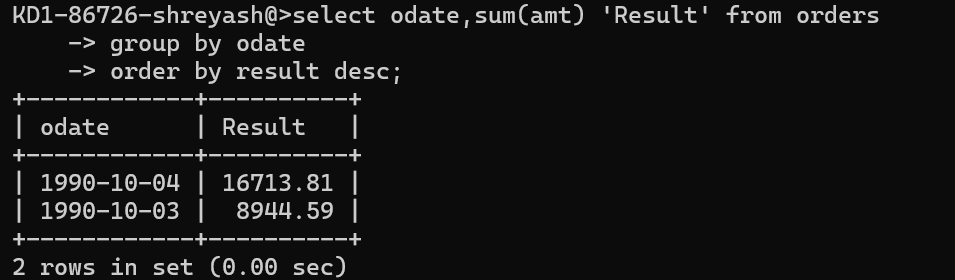 KD1-86726-shreyash@>select odate,sum(amt) 'Result' from orders
    -> group by odate
    -> order by result desc;
+------------+----------+
| odate      | Result   |
+------------+----------+
| 1990-10-04 | 16713.81 |
| 1990-10-03 |  8944.59 |
+------------+----------+
2 rows in set (0.00 sec)